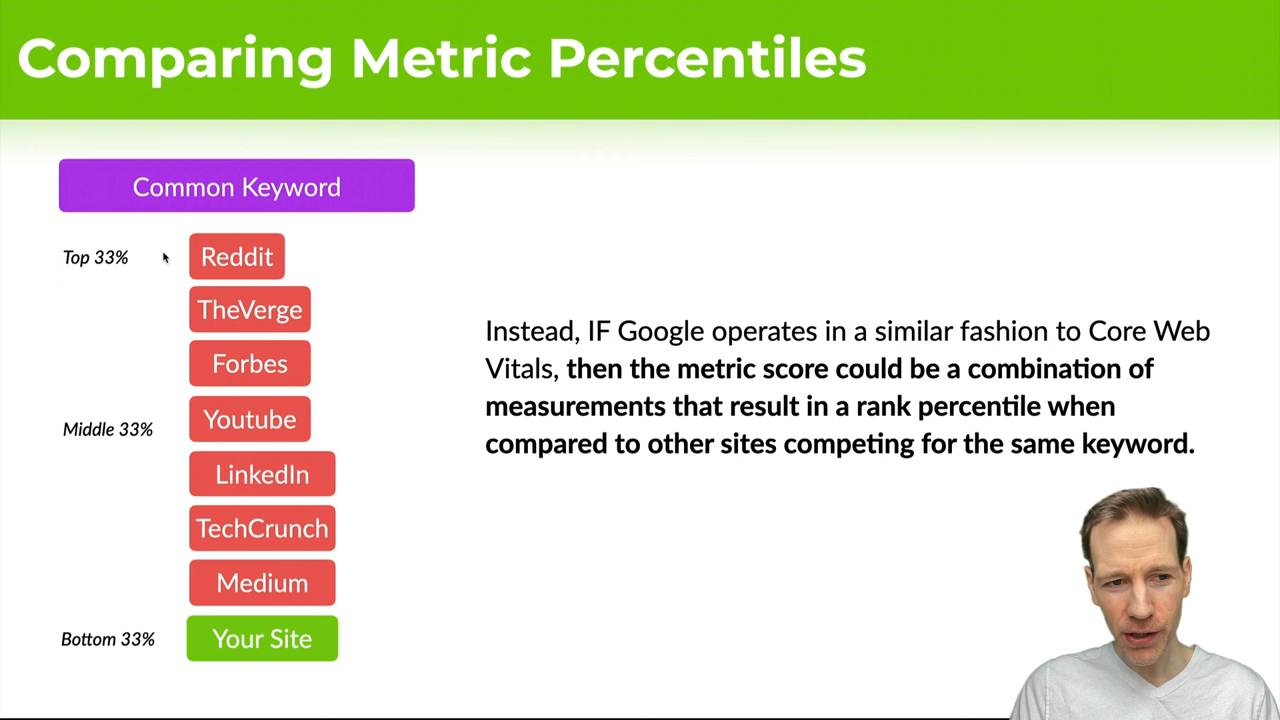 Comparing Metric Percentiles
Common Keyword
Top 33%
Reddit
TheVerge
Forbes
Youtube
Middle 33%
LinkedIn
TechCrunch
Medium
Bottom 33%
Your Site
Instead, IF Google operates in a similar fashion to Core Web
Vitals, then the metric score could be a combination of
measurements that result in a rank percentile when
compared to other sites competing for the same keyword.